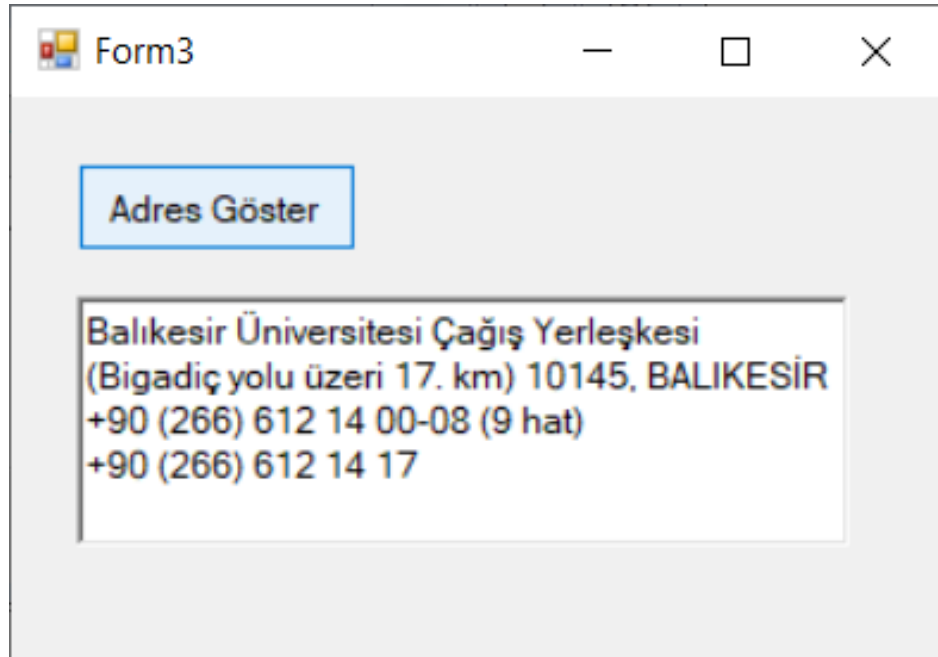 Form3
Adres Göster
Balıkesir Üniversitesi Çağış Yerleşkesi
(Bigadiç yolu üzeri 17. km) 10145, BALIKESİR
+90 (266) 612 14 00-08 (9 hat)
+90 (266) 612 14 17